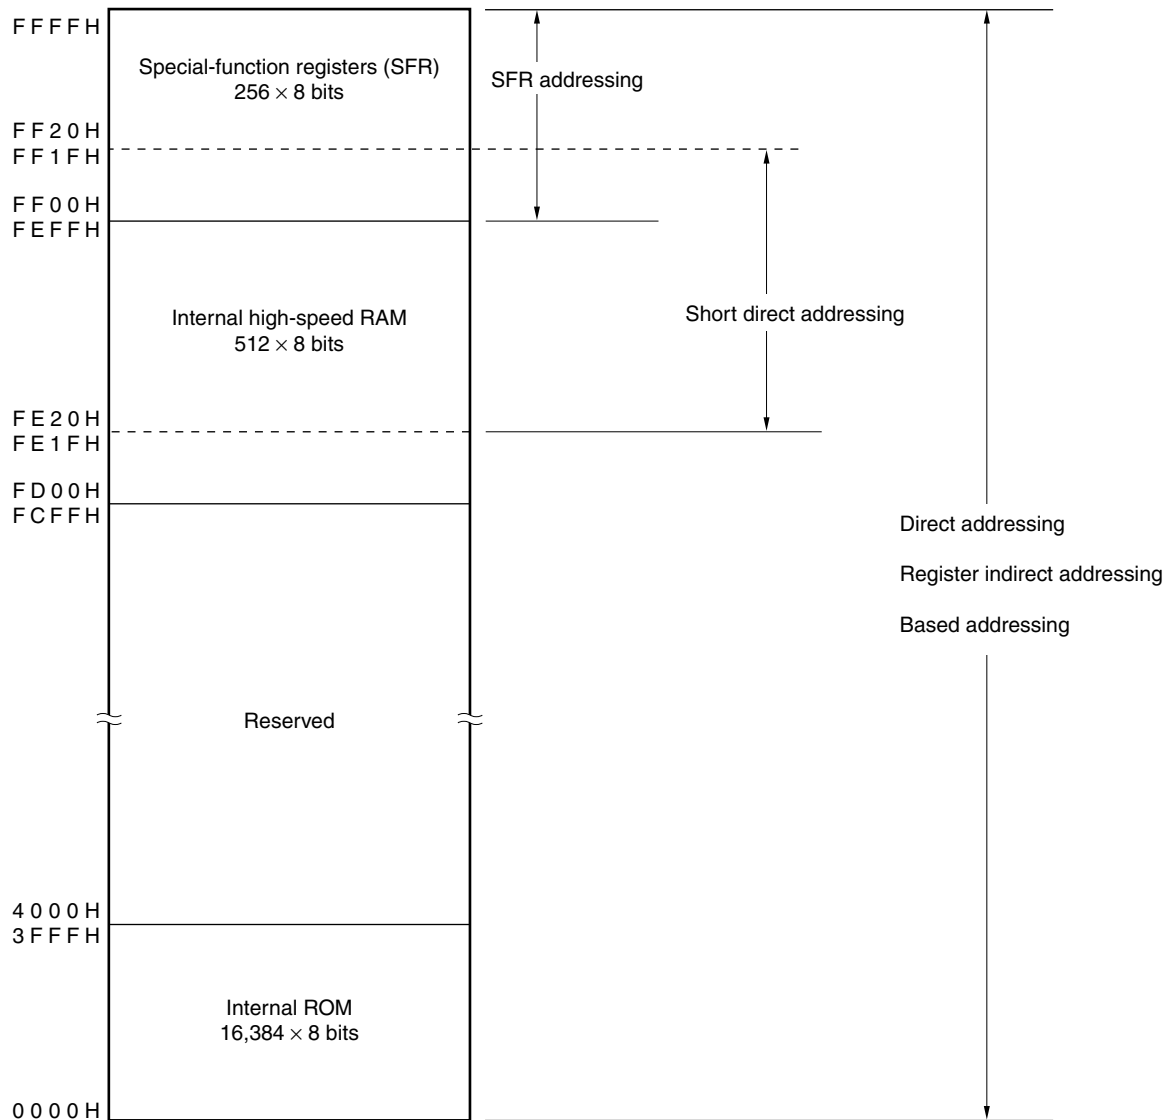 FFFFH
Special-function registers (SFR)
256 × 8 bits
SFR addressing
FF20H
FF1FH
FF00H
FEFFH
Internal high-speed RAM
512 × 8 bits
Short direct addressing
FE20H
FE1FH
FD00H
FCFFH
Direct addressing
Register indirect addressing
Based addressing
Reserved
4000H
3FFFH
Internal ROM
16,384 × 8 bits
0000H